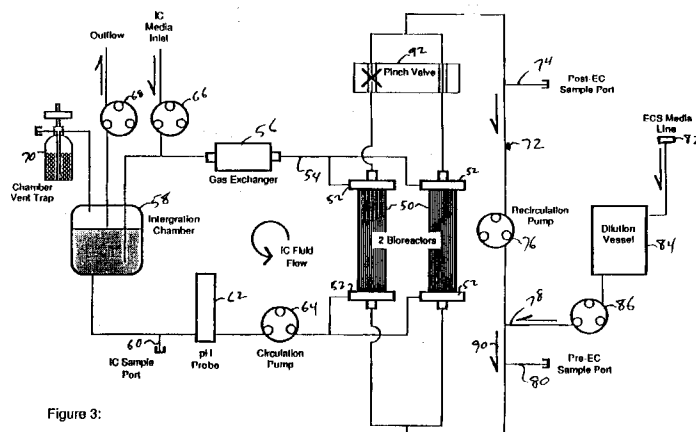 Outflow
IC
Media
Inlet
92
Pinch Valve
68
66
74
Post-EC
Sample Port
56
ECS Media
Line
82
70
72
Gas Exchanger
54
Chamber
Vent Trap
52
52
58
50
Intergration
Chamber
Recirculation
Pump
76
Dilution
Vessel
84
IC Fluid
Flow
2 Bioreactors
62
64
52
52
78
86
90
60
IC Sample
Port
pH
Probe
Circulation
Pump
Pre-EC
Sample Port
80
Figure 3: